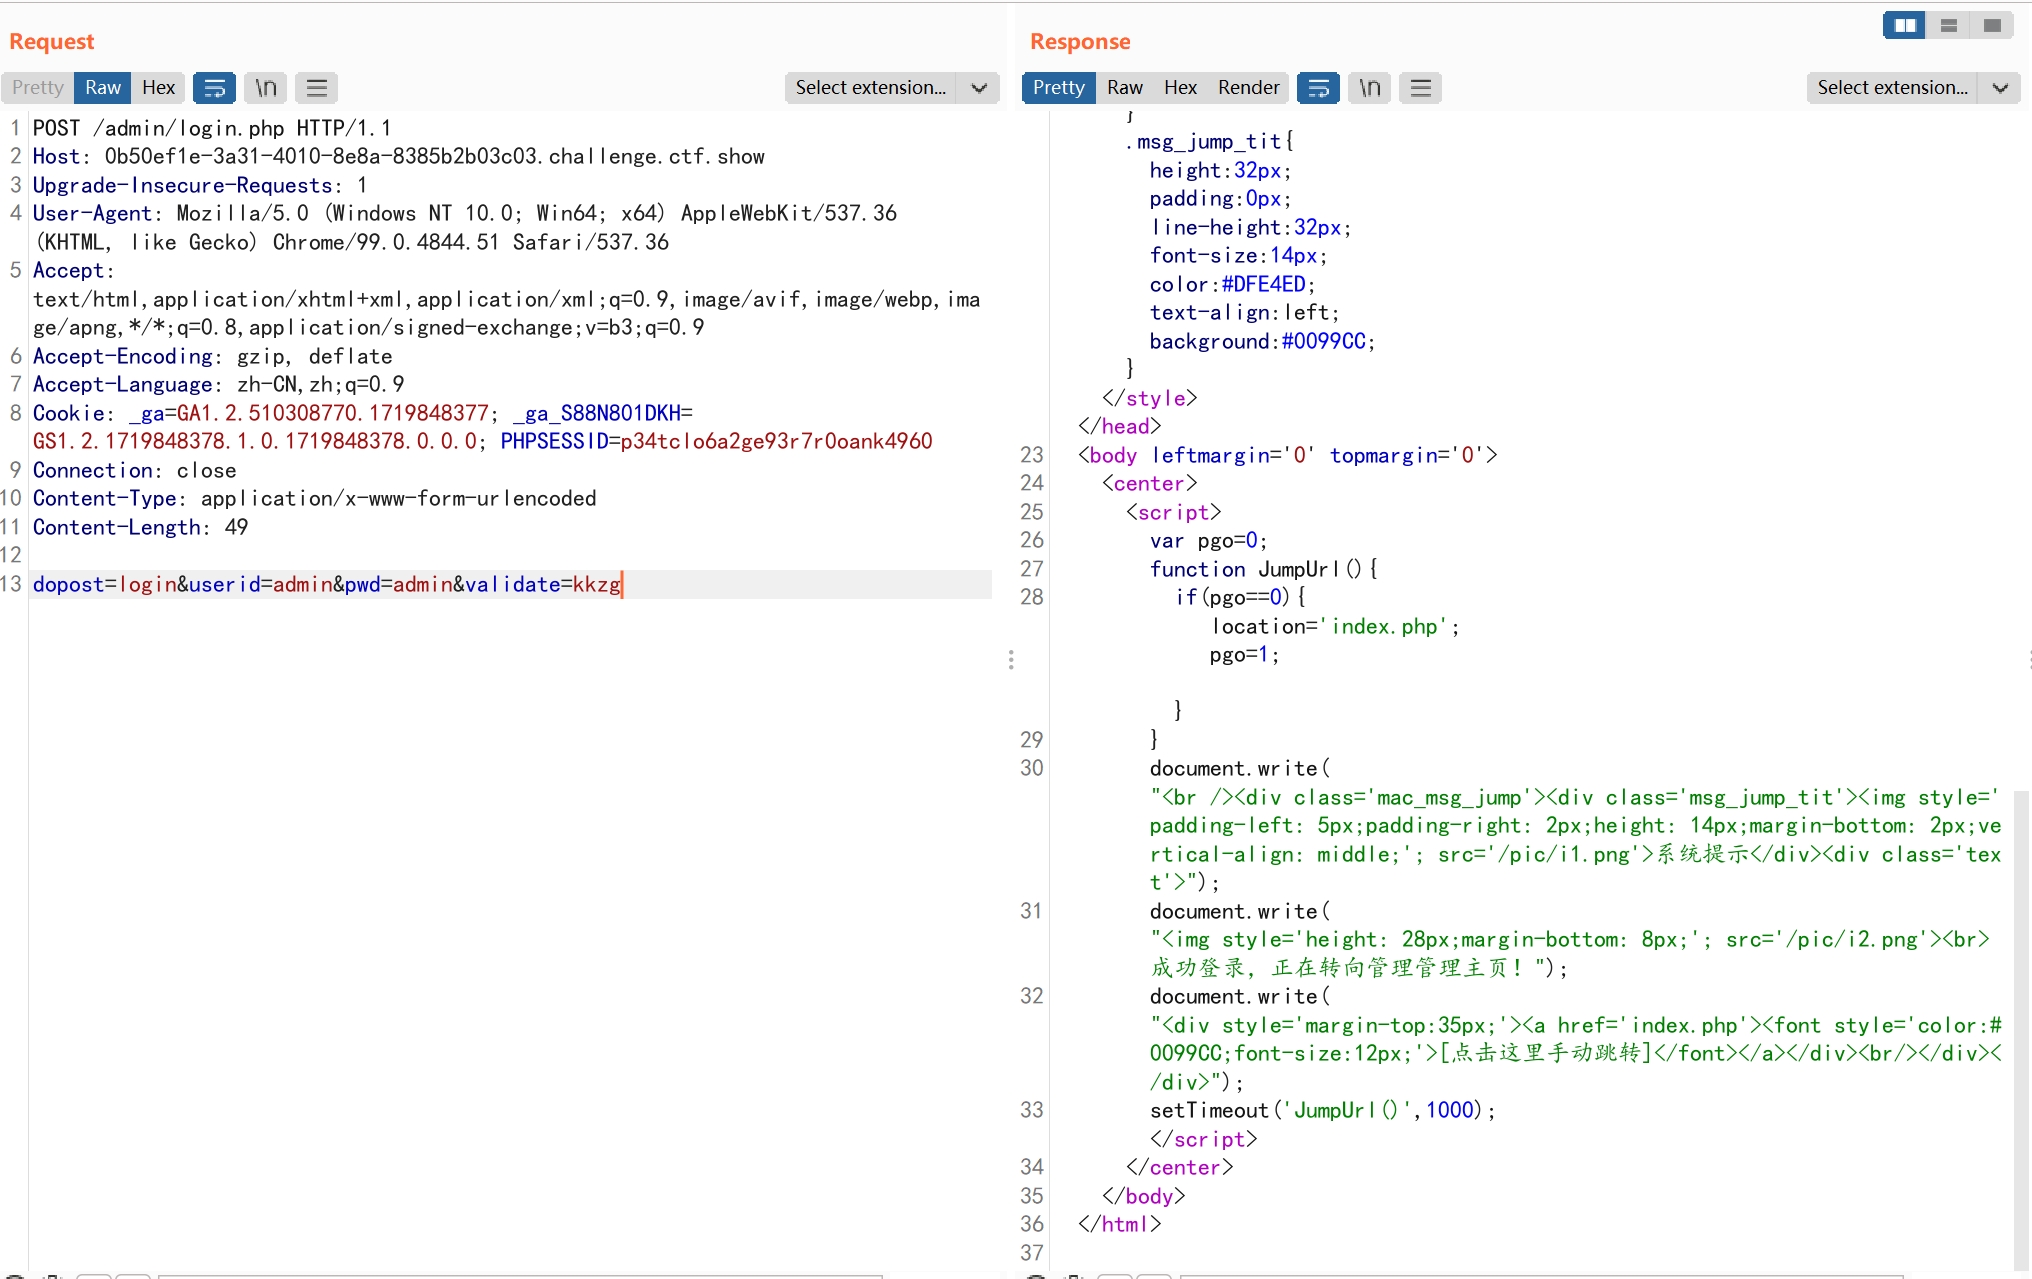 Request
Pretty Raw Hex \n Select extension...
1 POST /admin/login.php HTTP/1.1
2 Host: 0b50ef1e-3a31-4010-8e8a-8385b2b03c03.challenge.ctf.show
3 Upgrade-Insecure-Requests: 1
4 User-Agent: Mozilla/5.0 (Windows NT 10.0; Win64; x64) AppleWebKit/537.36
(KHTML, like Gecko) Chrome/99.0.4844.51 Safari/537.36
5 Accept:
text/html,application/xhtml+xml,application/xml;q=0.9,image/avif,image/webp,ima
ge/apng,*/*;q=0.8,application/signed-exchange;v=b3;q=0.9
6 Accept-Encoding: gzip, deflate
7 Accept-Language: zh-CN,zh;q=0.9
8 Cookie: _ga=GA1.2.510308770.1719848377; _ga_S88N801DKH=
GS1.2.1719848378.1.0.1719848378.0.0.0; PHPSESSID=p34tclo6a2ge93r7r0oank4960
9 Connection: close
10 Content-Type: application/x-www-form-urlencoded
11 Content-Length: 49
12
13 dopost=login&userid=admin&pwd=admin&validate=kkzg
Response
Pretty Raw Hex Render \n Select extension...
}
.msg_jump_tit{
height:32px;
padding:0px;
line-height:32px;
font-size:14px;
color:#DFE4ED;
text-align:left;
background:#0099CC;
}
</style>
</head>
23 <body leftmargin='0' topmargin='0'>
24 <center>
25 <script>
26 var pgo=0;
27 function JumpUrl(){
28 if(pgo==0){
location='index.php';
pgo=1;
}
29 }
30 document.write(
"<br /><div class='mac_msg_jump'><div class='msg_jump_tit'><img style='
padding-left: 5px;padding-right: 2px;height: 14px;margin-bottom: 2px;ve
rtical-align: middle;'; src='/pic/i1.png'>系统提示</div><div class='tex
t'>");
31 document.write(
"<img style='height: 28px;margin-bottom: 8px;'; src='/pic/i2.png'><br>
成功登录，正在转向管理管理主页！");
32 document.write(
"<div style='margin-top:35px;'><a href='index.php'><font style='color:#
0099CC;font-size:12px;'>[点击这里手动跳转]</font></a></div><br/></div><
/div>");
33 setTimeout('JumpUrl()',1000);
</script>
34 </center>
35 </body>
36 </html>
37